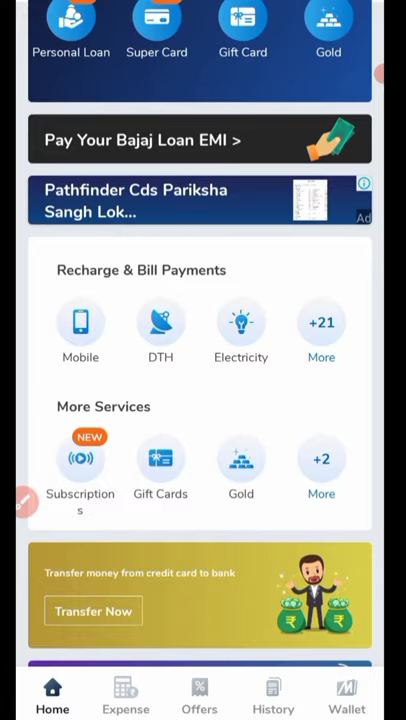 Personal Loan
Super Card
Gift Card
Gold
Pay Your Bajaj Loan EMI >
Pathfinder Cds Pariksha
Sangh Lok...
Ad
Recharge & Bill Payments
Mobile
DTH
Electricity
+21
More
More Services
NEW
Subscription
s
Gift Cards
Gold
+2
More
Transfer money from credit card to bank
Transfer Now
Home
Expense
Offers
History
Wallet